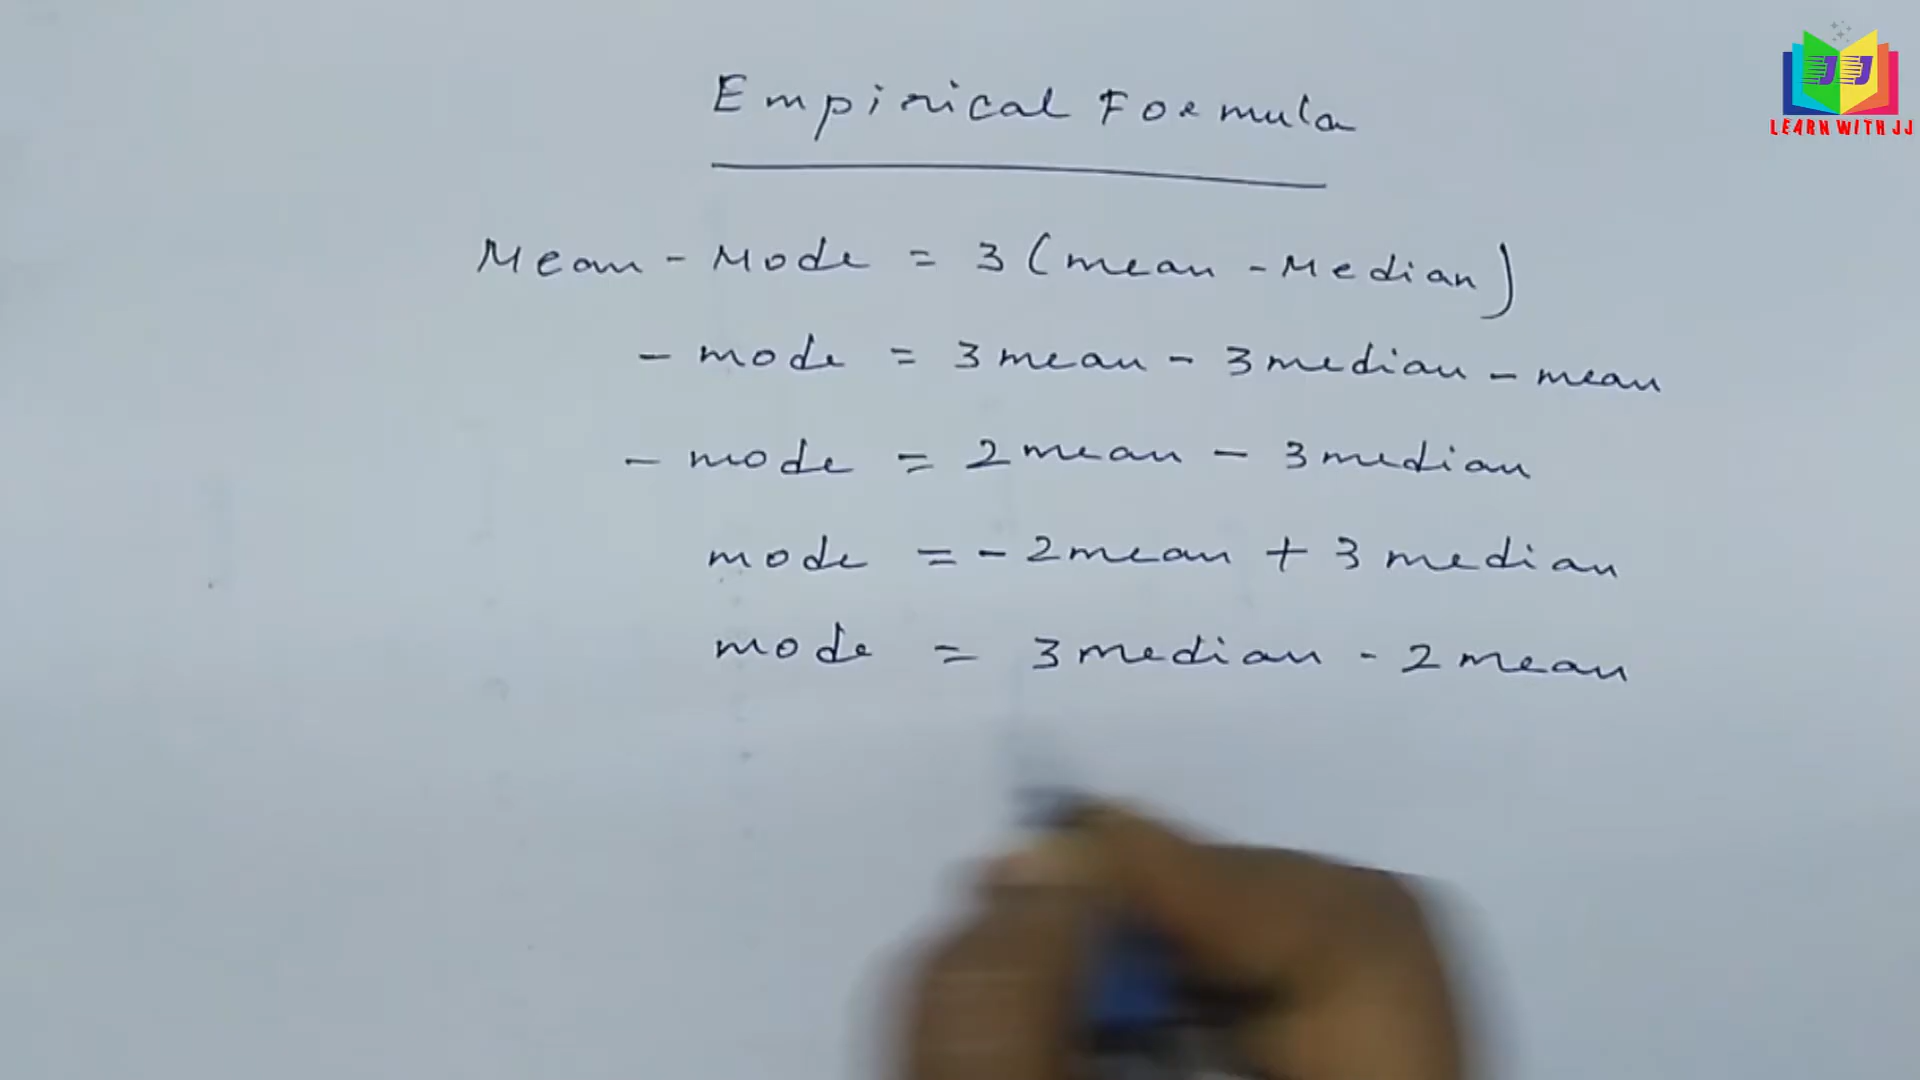 Empirical Formula
LEARN WITH JJ
Mean - Mode = 3 (mean - Median)
- mode = 3 mean - 3 median - mean
- mode = 2 mean - 3 median
mode = - 2 mean + 3 median
mode = 3 median - 2 mean